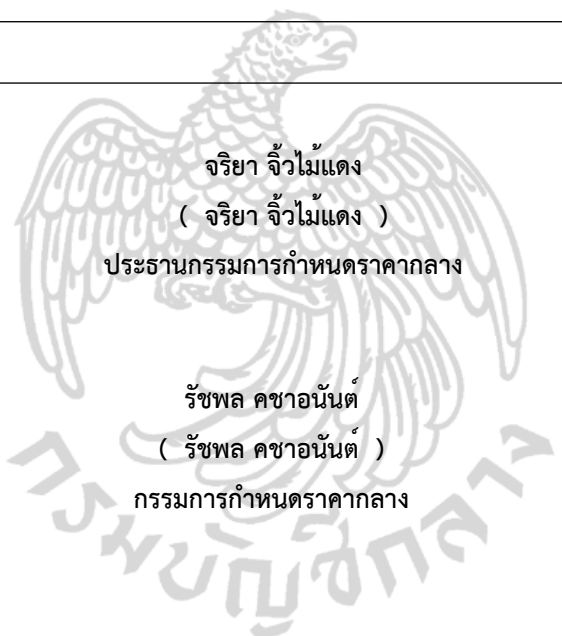 จริยา จิ้วไม้แดง
( จริยา จิ้วไม้แดง )
ประธานกรรมการกำหนดราคากลาง
รัชพล คชาอนันต์
( รัชพล คชาอนันต์ )
กรรมการกำหนดราคากลาง
กรมบัญชีกลาง